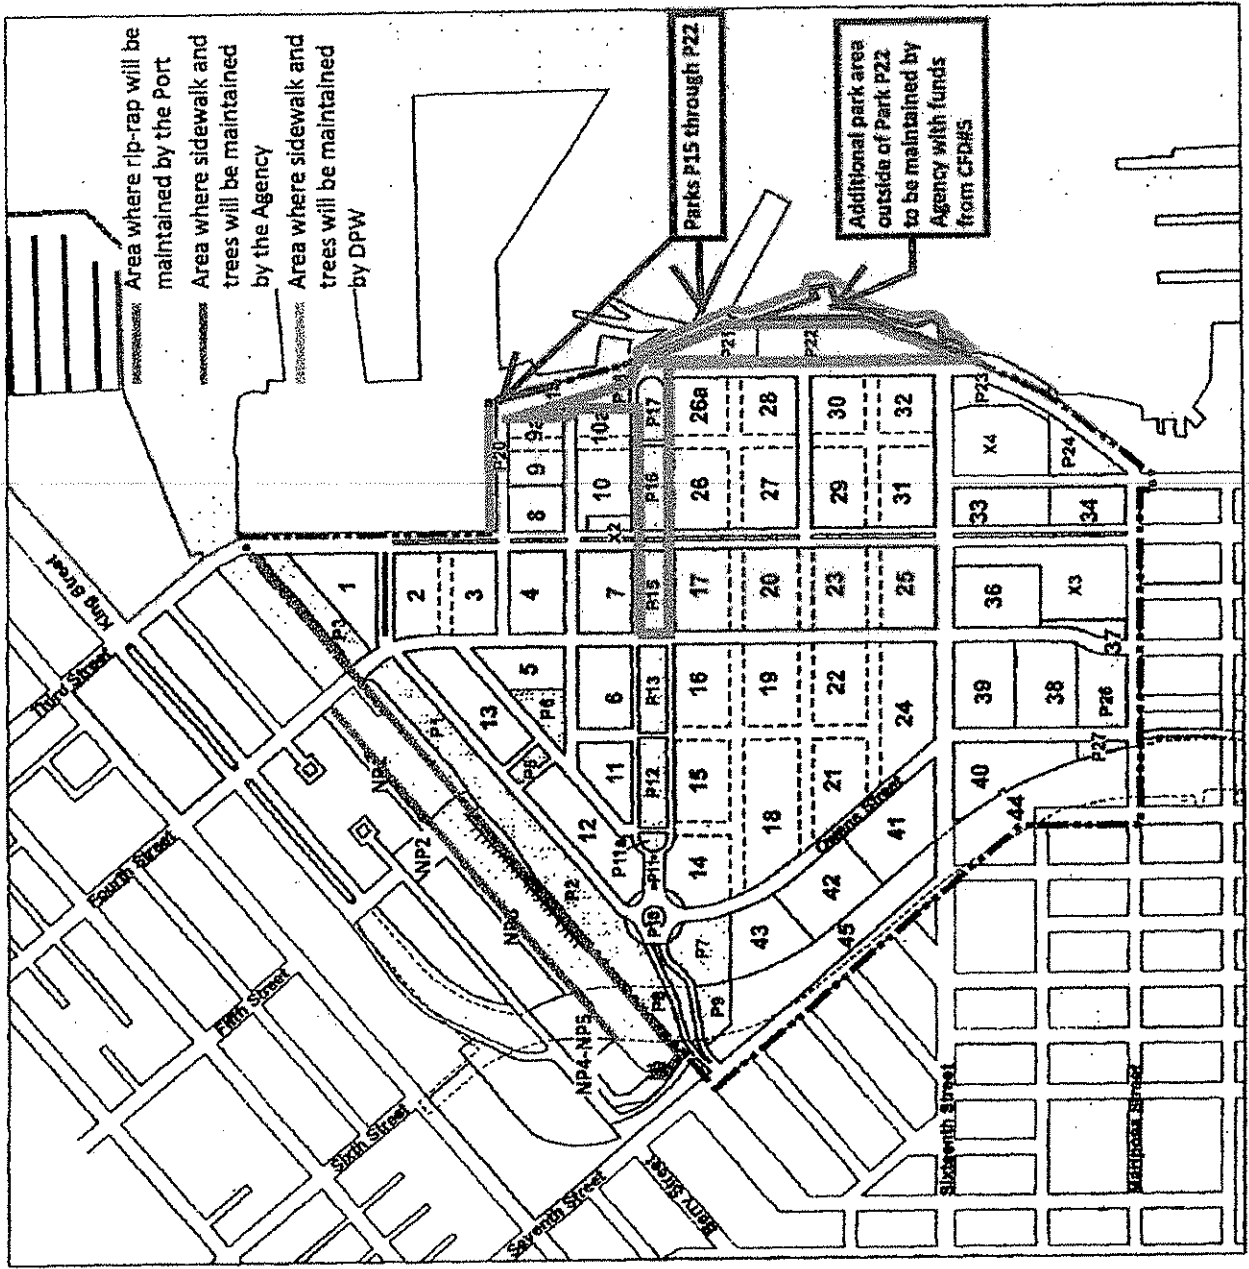 Area where rip-rap will be
maintained by the Port
Area where sidewalk and
trees will be maintained
by the Agency
Area where sidewalk and
trees will be maintained
by DPW
Parks P15 through P22
Additional park area
outside of Park P22
to be maintained by
Agency with funds
from CFD#5
King Street
Third Street
Fourth Street
Fifth Street
Sixth Street
Seventh Street
Berry Street
Owens Street
Sixteenth Street
Mariposa Street
NP2
NP4-NP5
1
P3
2
3
4
5
P6
13
P1
P5
P2
12
11
6
7
X2
8
9
9a
10
10a
P20
P11a
P11
P12
P13
P15
P16
P17
P10
P7
P8
P9
14
15
16
17
26
26a
P21
P22
18
19
20
27
28
21
22
23
29
30
24
25
31
32
41
42
43
45
44
40
39
38
36
X3
37
P26
P27
33
34
X4
P23
P24